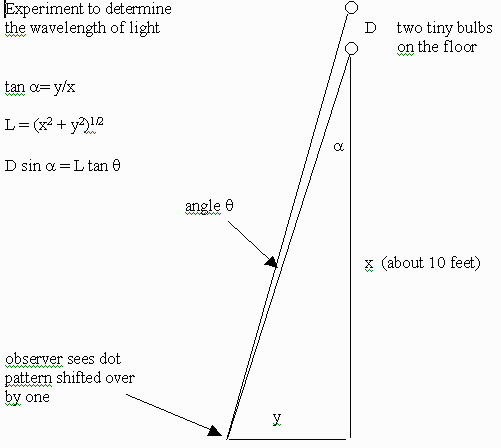 Experiment to determine
the wavelength of light
D two tiny bulbs
on the floor
tan α= y/x
L = (x² + y²)¹/²
D sin α = L tan θ
α
angle θ
x (about 10 feet)
observer sees dot
pattern shifted over
by one
y